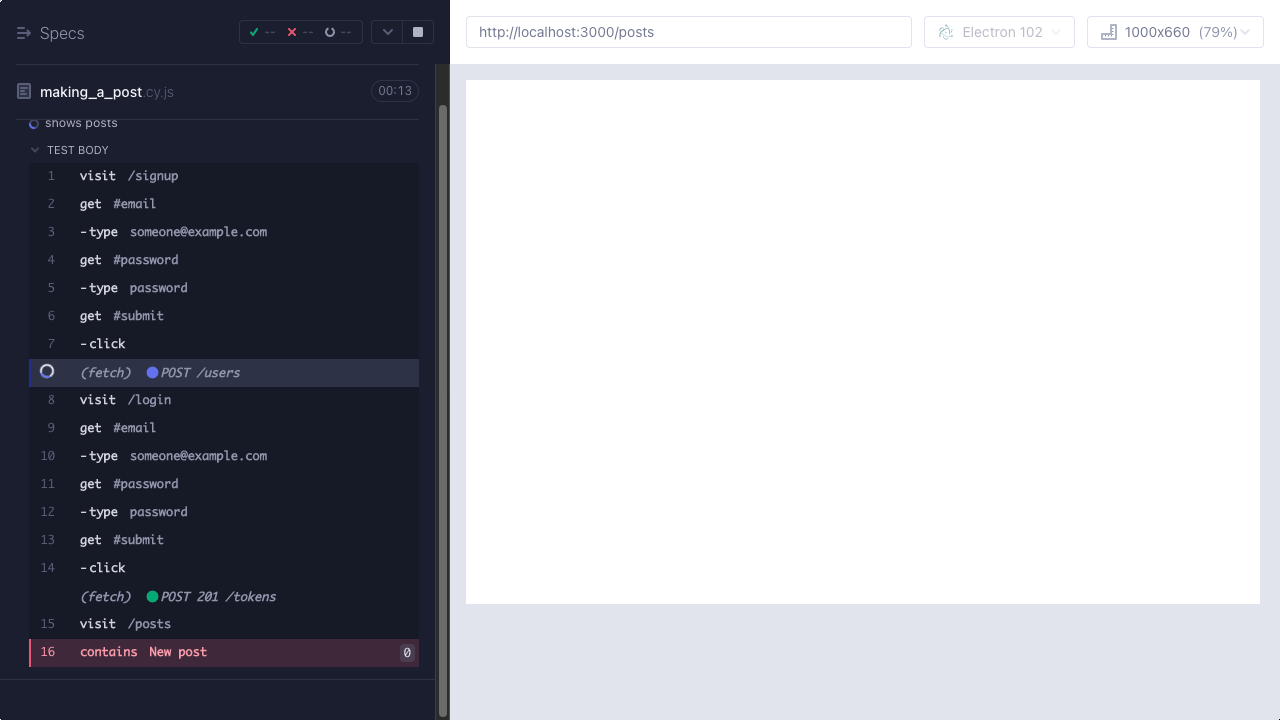 Specs
--
--
--
http://localhost:3000/posts
Electron 102
1000x660 (79%)
making_a_post.cy.js
00:13
shows posts
TEST BODY
1 visit /signup
2 get #email
3 -type someone@example.com
4 get #password
5 -type password
6 get #submit
7 -click
(fetch) POST /users
8 visit /login
9 get #email
10 -type someone@example.com
11 get #password
12 -type password
13 get #submit
14 -click
(fetch) POST 201 /tokens
15 visit /posts
16 contains New post 0